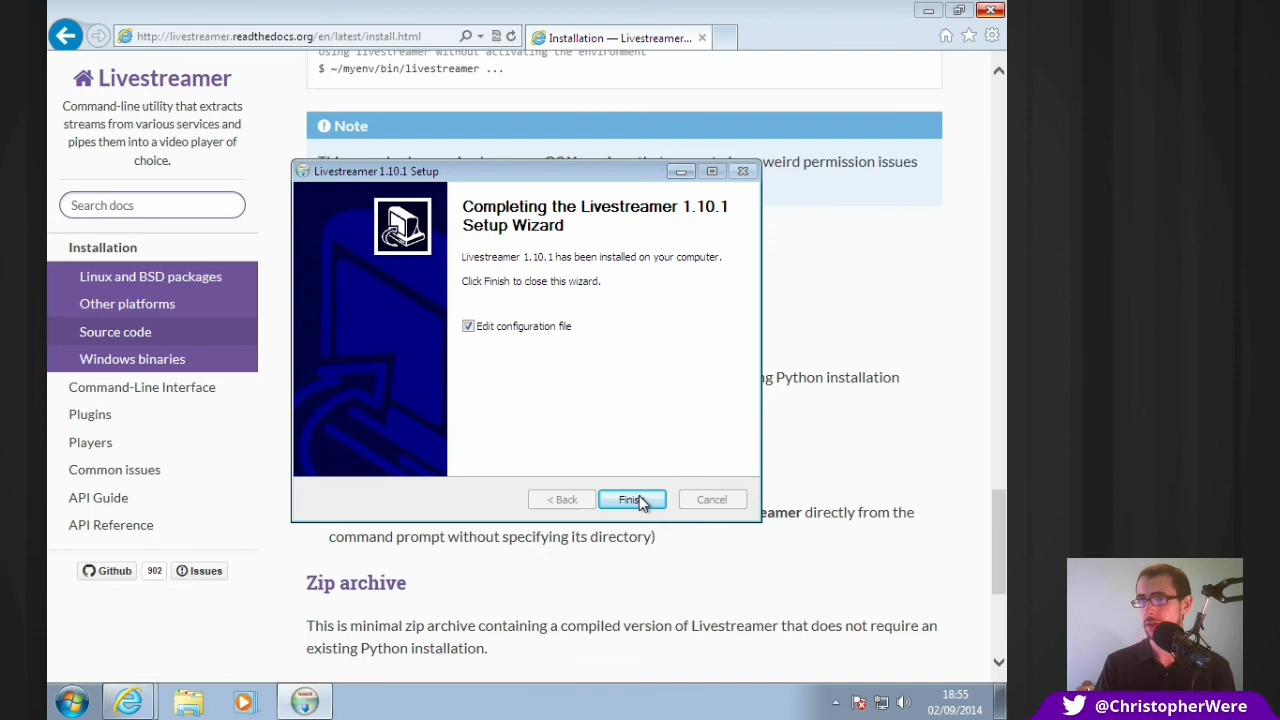 http://livestreamer.readthedocs.org/en/latest/install.html
Installation — Livestreamer...
Livestreamer
Command-line utility that extracts
streams from various services and
pipes them into a video player of
choice.
Search docs
Installation
Linux and BSD packages
Other platforms
Source code
Windows binaries
Command-Line Interface
Plugins
Players
Common issues
API Guide
API Reference
Github
902
Issues
using livestreamer without activating the environment
$ ~/myenv/bin/livestreamer ...
Note
weird permission issues
Livestreamer 1.10.1 Setup
Completing the Livestreamer 1.10.1
Setup Wizard
Livestreamer 1.10.1 has been installed on your computer.
Click Finish to close this wizard.
Edit configuration file
< Back
Finish
Cancel
Python installation
directly from the
command prompt without specifying its directory)
Zip archive
This is minimal zip archive containing a compiled version of Livestreamer that does not require an
existing Python installation.
18:55
02/09/2014
@ChristopherWere